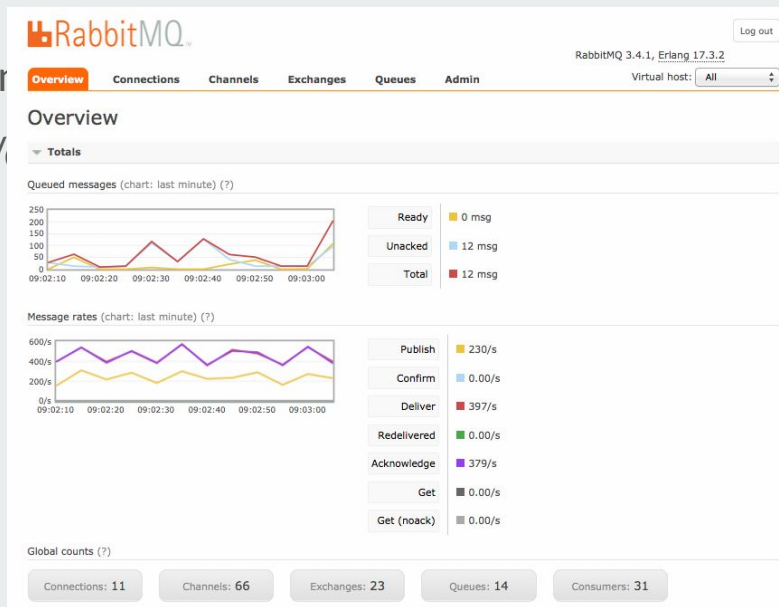 RabbitMQ
Log out
RabbitMQ 3.4.1, Erlang 17.3.2
Overview Connections Channels Exchanges Queues Admin
Virtual host: All
Overview
Totals
Queued messages (chart: last minute) (?)
250
200
150
100
50
0
09:02:10 09:02:20 09:02:30 09:02:40 09:02:50 09:03:00
Ready 0 msg
Unacked 12 msg
Total 12 msg
Message rates (chart: last minute) (?)
600/s
400/s
200/s
0/s
09:02:10 09:02:20 09:02:30 09:02:40 09:02:50 09:03:00
Publish 230/s
Confirm 0.00/s
Deliver 397/s
Redelivered 0.00/s
Acknowledge 379/s
Get 0.00/s
Get (noack) 0.00/s
Global counts (?)
Connections: 11 Channels: 66 Exchanges: 23 Queues: 14 Consumers: 31